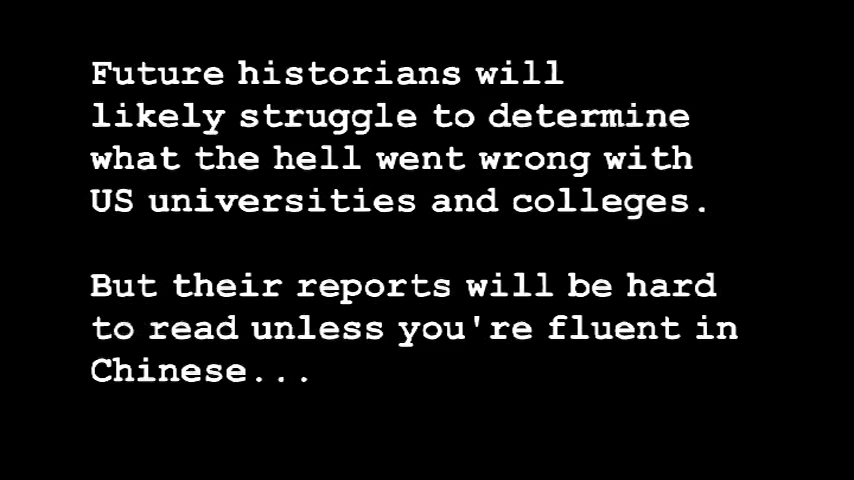 Future historians will
likely struggle to determine
what the hell went wrong with
US universities and colleges.
But their reports will be hard
to read unless you're fluent in
Chinese...